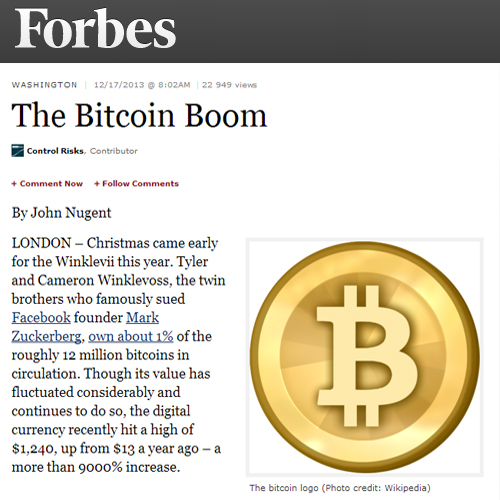 Forbes
WASHINGTON | 12/17/2013 @ 8:02AM | 22 949 views
The Bitcoin Boom
Control Risks, Contributor
+ Comment Now + Follow Comments
By John Nugent
LONDON – Christmas came early
for the Winklevii this year. Tyler
and Cameron Winklevoss, the twin
brothers who famously sued
Facebook founder Mark
Zuckerberg, own about 1% of the
roughly 12 million bitcoins in
circulation. Though its value has
fluctuated considerably and
continues to do so, the digital
currency recently hit a high of
$1,240, up from $13 a year ago – a
more than 9000% increase.
The bitcoin logo (Photo credit: Wikipedia)